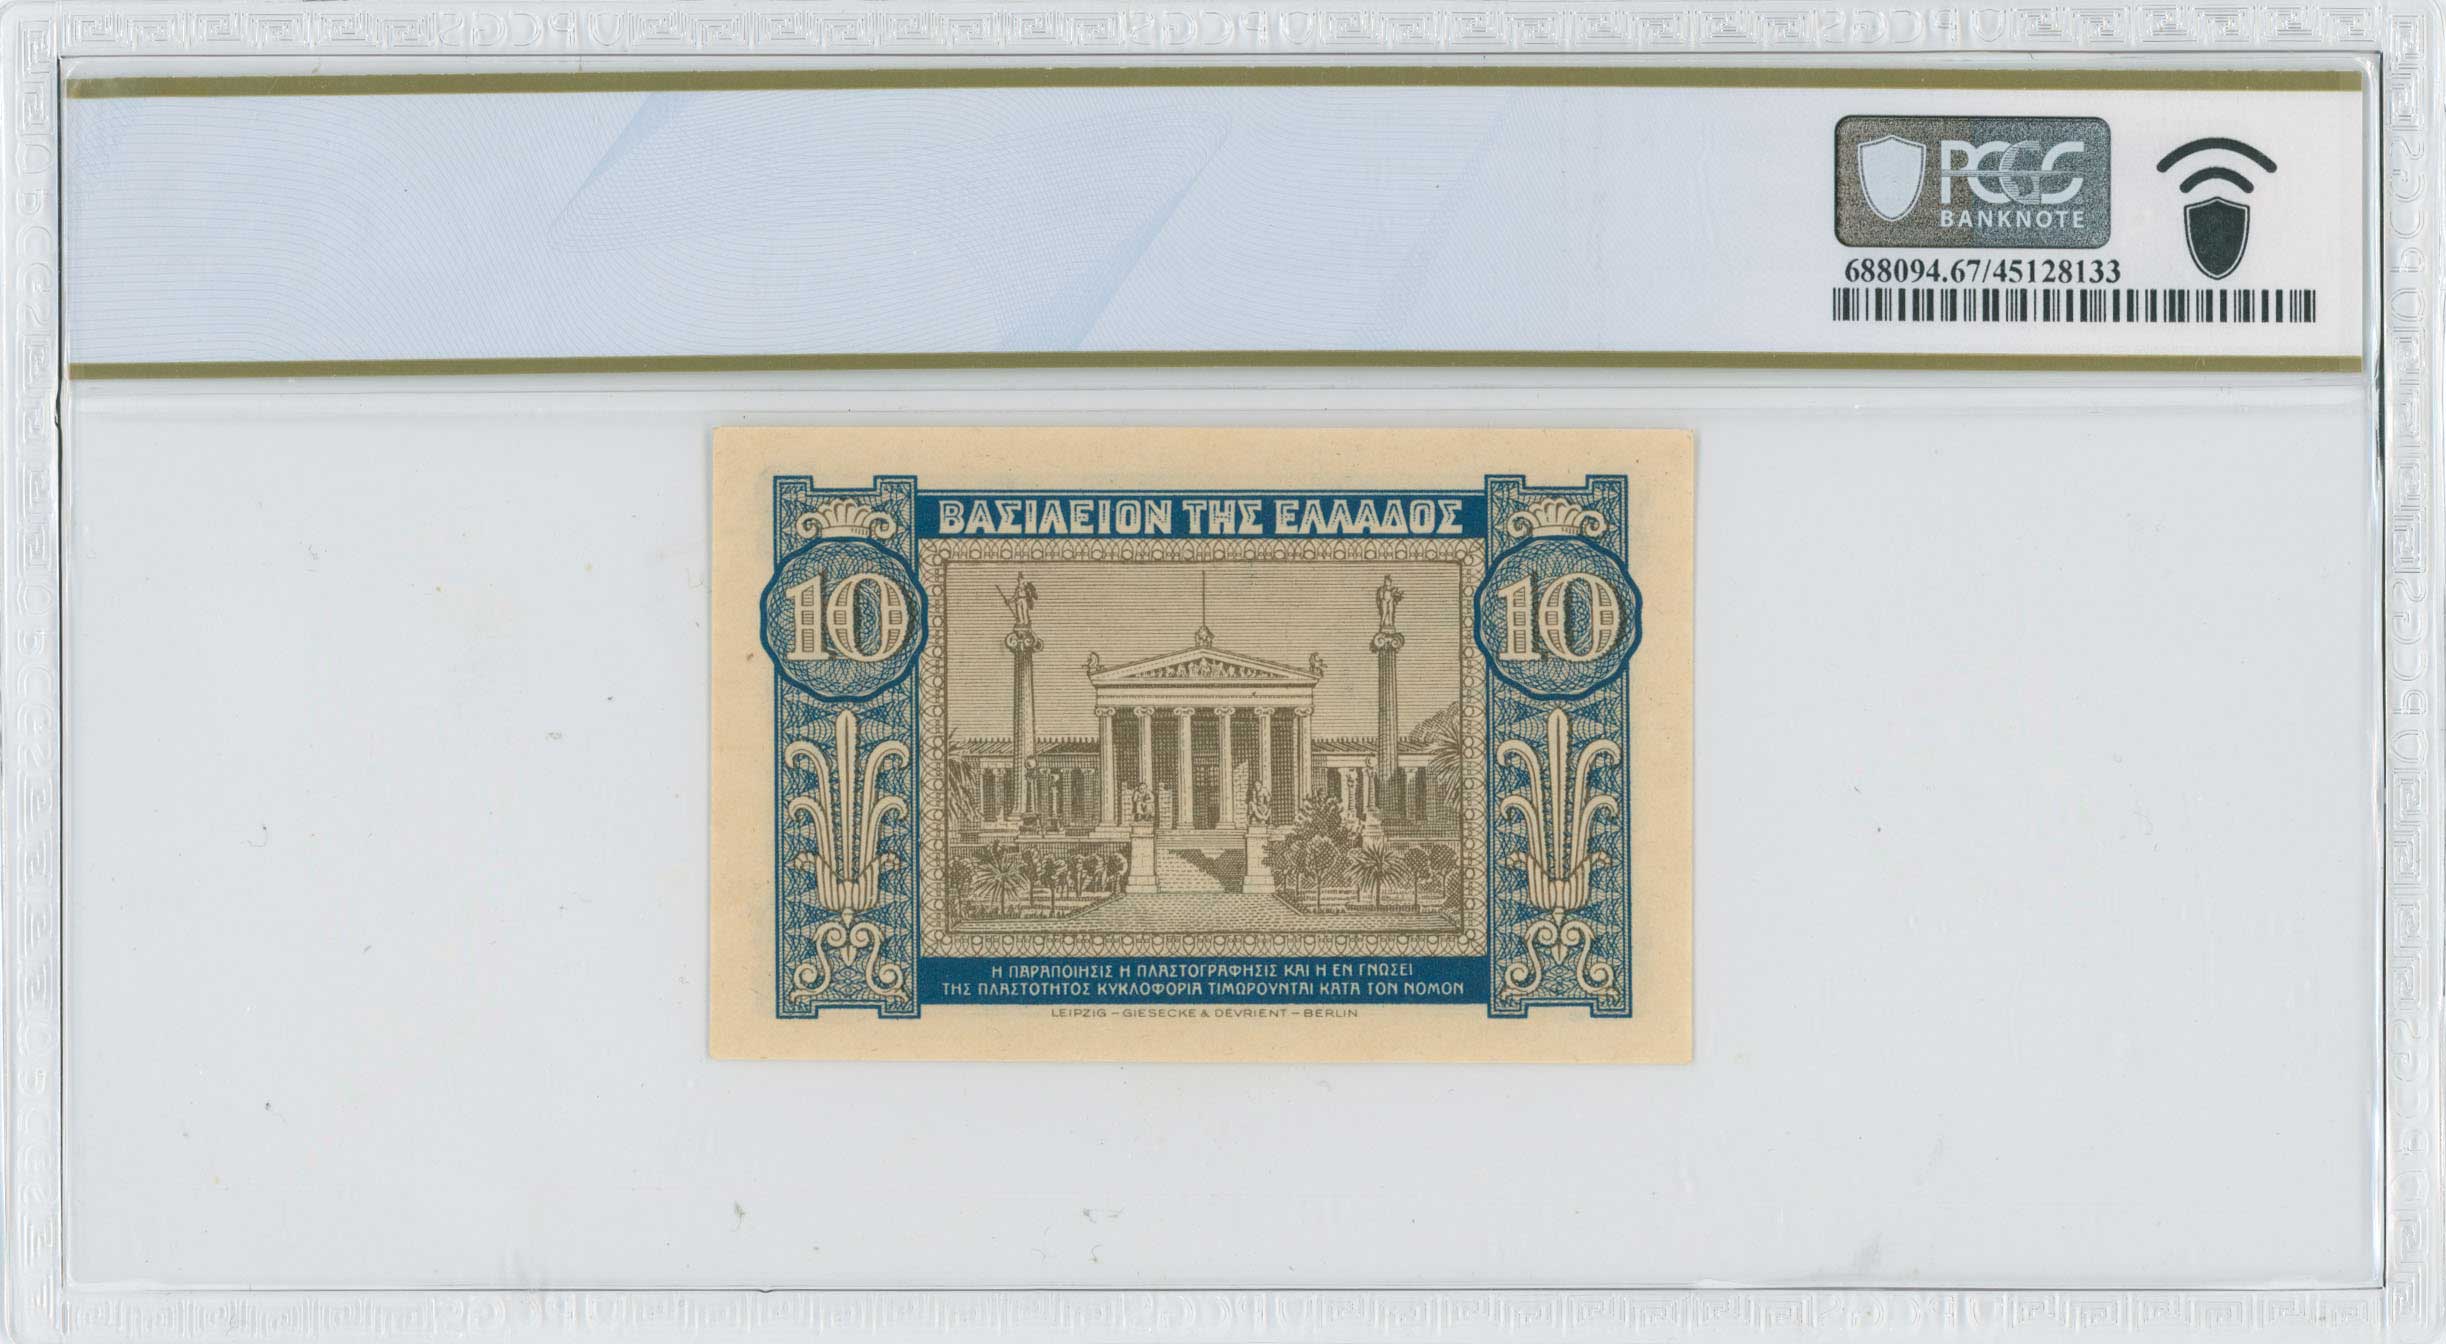 PCGS
BANKNOTE
688094.67/45128133
ΒΑΣΙΛΕΙΟΝ ΤΗΣ ΕΛΛΑΔΟΣ
10 10
Η ΠΑΡΑΠΟΙΗΣΙΣ Η ΠΛΑΣΤΟΓΡΑΦΗΣΙΣ ΚΑΙ Η ΕΝ ΓΝΩΣΕΙ
ΤΗΣ ΠΛΑΣΤΟΤΗΤΟΣ ΚΥΚΛΟΦΟΡΙΑ ΤΙΜΩΡΟΥΝΤΑΙ ΚΑΤΑ ΤΟΝ ΝΟΜΟΝ
LEIPZIG – GIESECKE & DEVRIENT – BERLIN